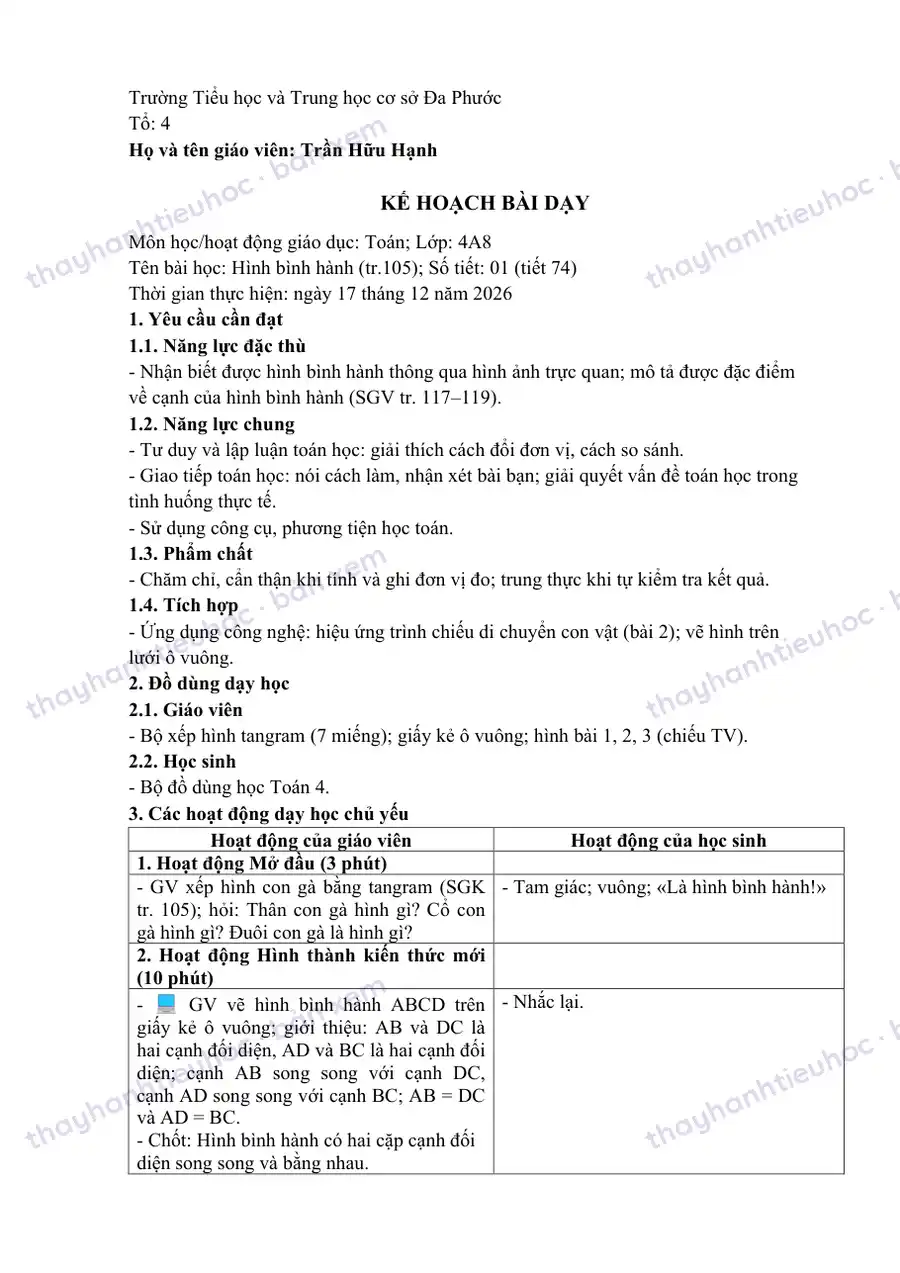 Trường Tiểu học và Trung học cơ sở Đa Phước
Tổ: 4
Họ và tên giáo viên: Trần Hữu Hạnh
KẾ HOẠCH BÀI DẠY
Môn học/hoạt động giáo dục: Toán; Lớp: 4A8
Tên bài học: Hình bình hành (tr.105); Số tiết: 01 (tiết 74)
Thời gian thực hiện: ngày 17 tháng 12 năm 2026
1. Yêu cầu cần đạt
1.1. Năng lực đặc thù
- Nhận biết được hình bình hành thông qua hình ảnh trực quan; mô tả được đặc điểm
về cạnh của hình bình hành (SGV tr. 117–119).
1.2. Năng lực chung
- Tư duy và lập luận toán học: giải thích cách đổi đơn vị, cách so sánh.
- Giao tiếp toán học: nói cách làm, nhận xét bài bạn; giải quyết vấn đề toán học trong
tình huống thực tế.
- Sử dụng công cụ, phương tiện học toán.
1.3. Phẩm chất
- Chăm chỉ, cẩn thận khi tính và ghi đơn vị đo; trung thực khi tự kiểm tra kết quả.
1.4. Tích hợp
- Ứng dụng công nghệ: hiệu ứng trình chiếu di chuyển con vật (bài 2); vẽ hình trên
lưới ô vuông.
2. Đồ dùng dạy học
2.1. Giáo viên
- Bộ xếp hình tangram (7 miếng); giấy kẻ ô vuông; hình bài 1, 2, 3 (chiếu TV).
2.2. Học sinh
- Bộ đồ dùng học Toán 4.
3. Các hoạt động dạy học chủ yếu
Hoạt động của giáo viên
Hoạt động của học sinh
1. Hoạt động Mở đầu (3 phút)
- GV xếp hình con gà bằng tangram (SGK
tr. 105); hỏi: Thân con gà hình gì? Cổ con
gà hình gì? Đuôi con gà là hình gì?
- Tam giác; vuông; «Là hình bình hành!»
2. Hoạt động Hình thành kiến thức mới
(10 phút)
- GV vẽ hình bình hành ABCD trên
giấy kẻ ô vuông; giới thiệu: AB và DC là
hai cạnh đối diện, AD và BC là hai cạnh đối
diện; cạnh AB song song với cạnh DC,
cạnh AD song song với cạnh BC; AB = DC
và AD = BC.
- Chốt: Hình bình hành có hai cặp cạnh đối
diện song song và bằng nhau.
- Nhắc lại.
thayhanhtieuhoc · bản xem
thayhanhtieuhoc · b
thayhanhtieuhoc · bản xem
thayhanhtieuhoc · b
thayhanhtieuhoc · bản xem
thayhanhtieuhoc · b